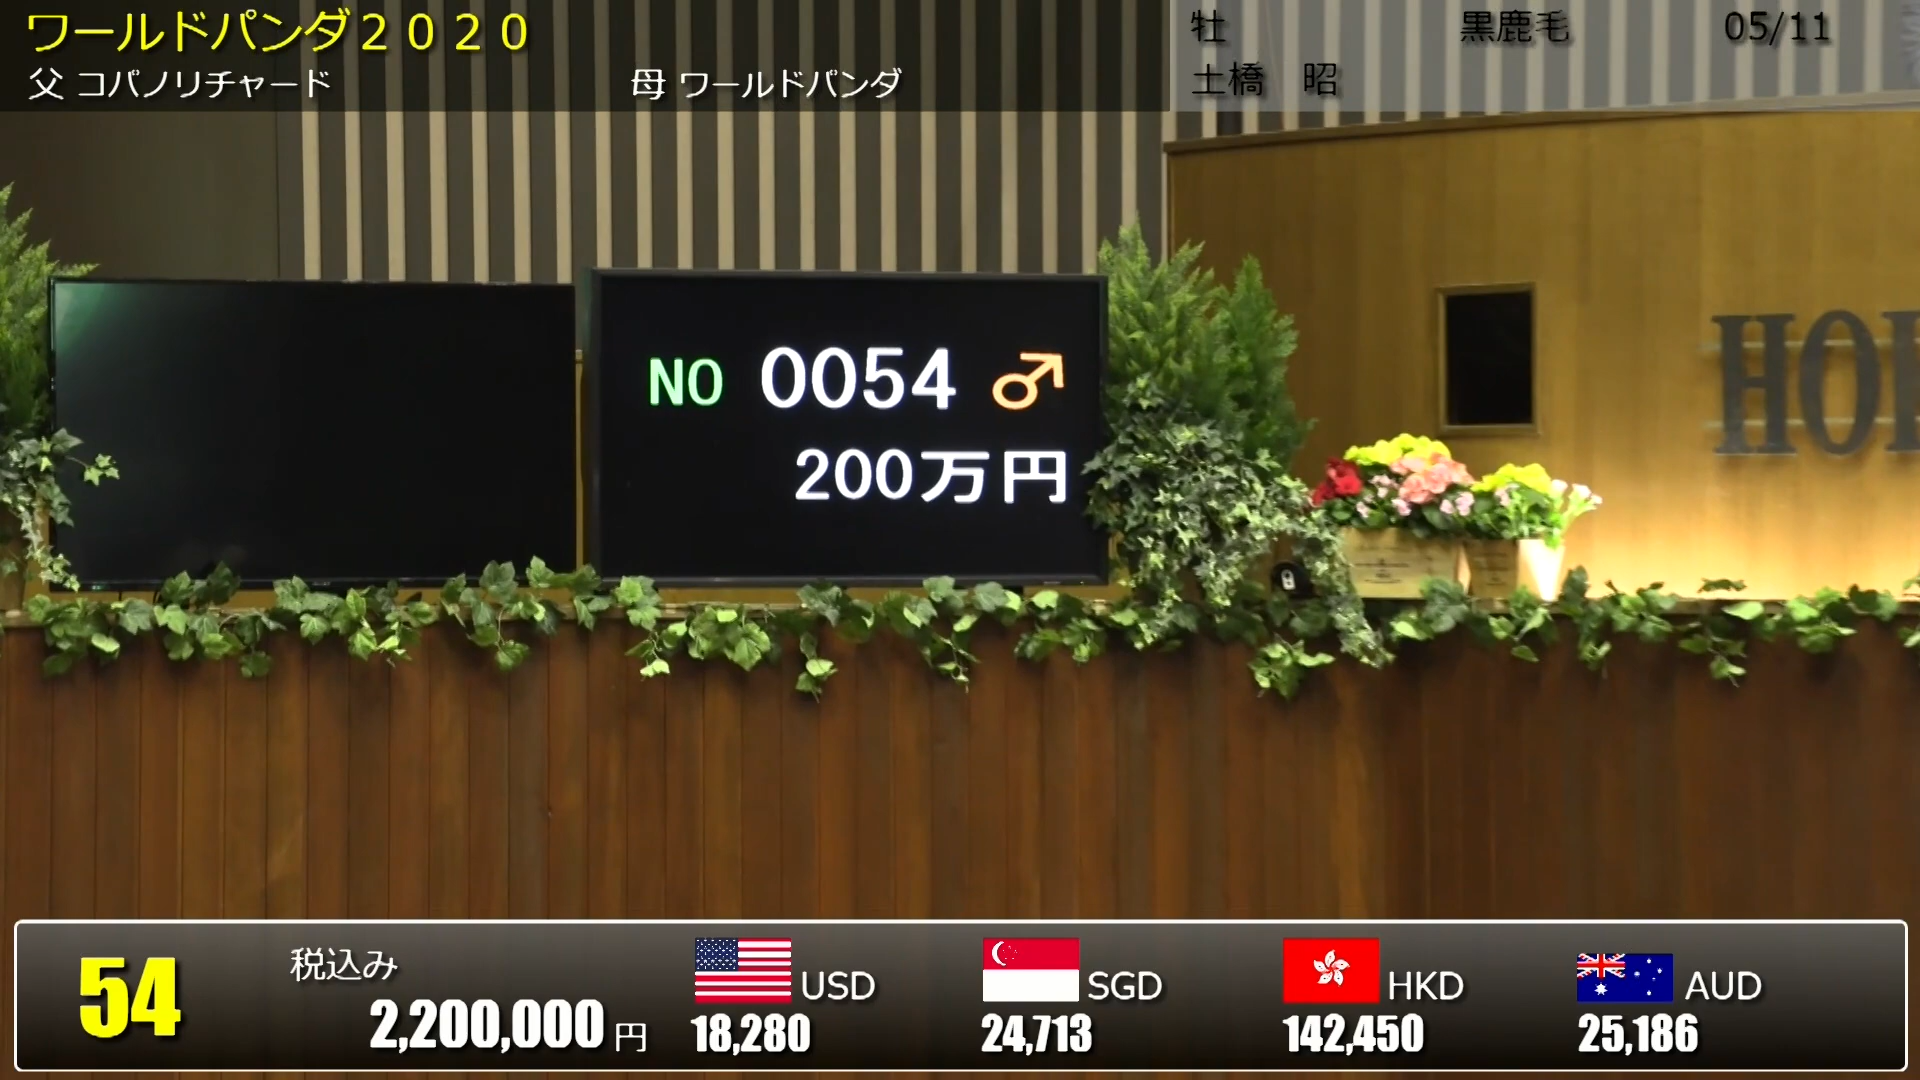 ワールドパンダ２０２０
父 コパノリチャード 母 ワールドパンダ
牡 黒鹿毛 05/11
土橋 昭
NO 0054 ♂
200万円
HO
54 税込み 2,200,000 円
USD 18,280
SGD 24,713
HKD 142,450
AUD 25,186